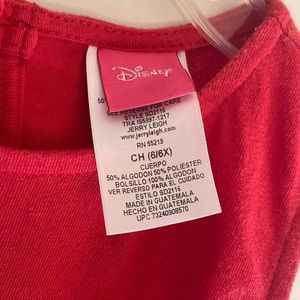 Disney
50%
SEE REVERSE FOR CARE
STYLE SD2116
TRA (65997-1217
JERRY LEIGH
www.jerryleigh.com
RN 55219
CH (6/6X)
CUERPO
50% ALGODON 50% POLIESTER
BOLSILLO 100% ALGODON
VER REVERSO PARA EL CUIDADO
ESTILO SD2116
MADE IN GUATEMALA
HECHO EN GUATEMALA
UPC 73240908570